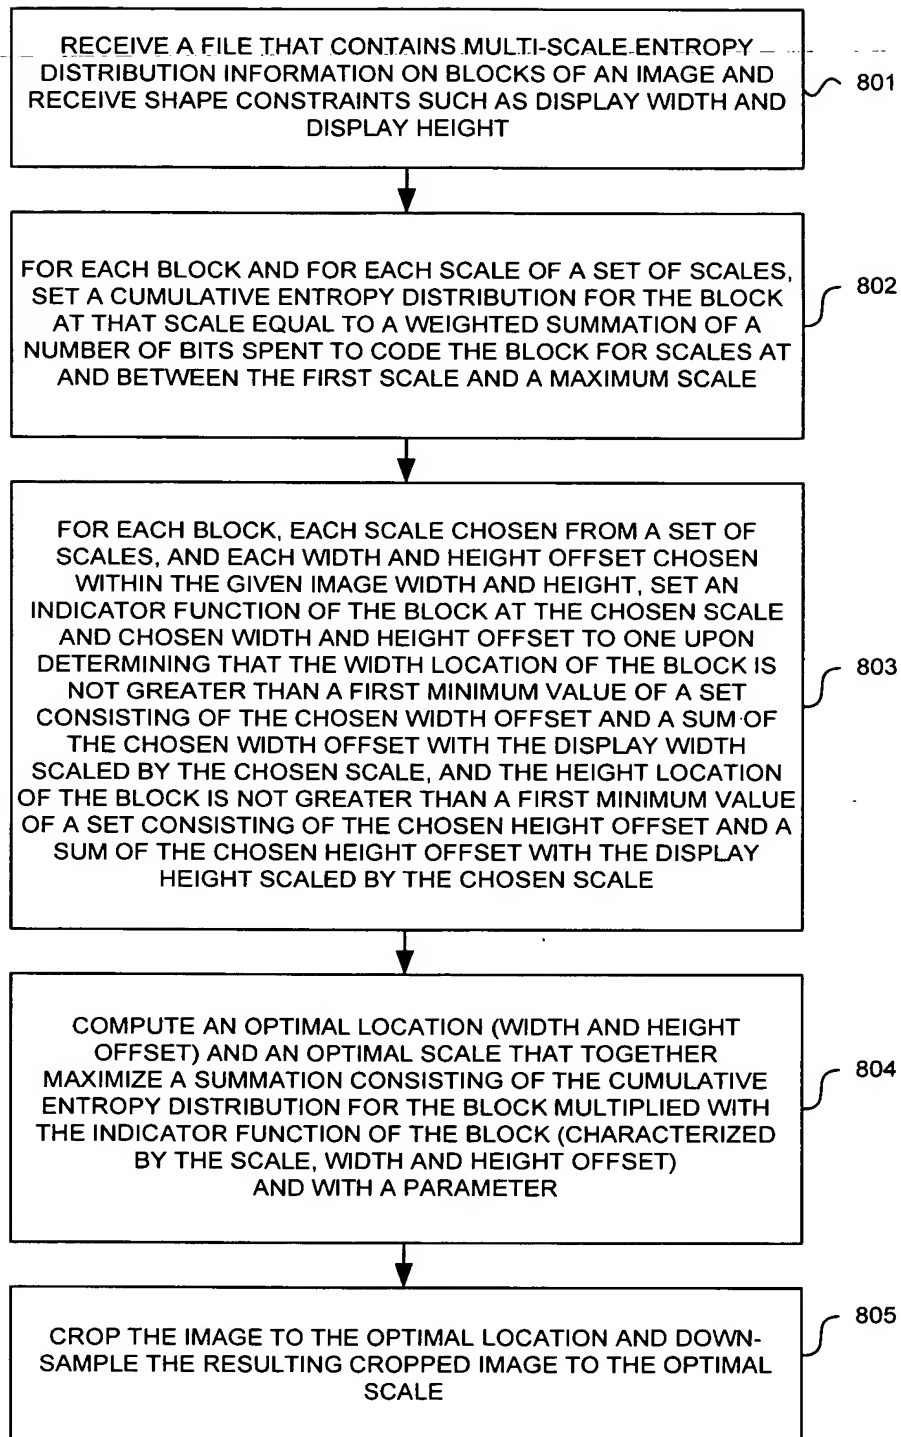 RECEIVE A FILE THAT CONTAINS MULTI-SCALE ENTROPY
DISTRIBUTION INFORMATION ON BLOCKS OF AN IMAGE AND
RECEIVE SHAPE CONSTRAINTS SUCH AS DISPLAY WIDTH AND
DISPLAY HEIGHT
801
FOR EACH BLOCK AND FOR EACH SCALE OF A SET OF SCALES,
SET A CUMULATIVE ENTROPY DISTRIBUTION FOR THE BLOCK
AT THAT SCALE EQUAL TO A WEIGHTED SUMMATION OF A
NUMBER OF BITS SPENT TO CODE THE BLOCK FOR SCALES AT
AND BETWEEN THE FIRST SCALE AND A MAXIMUM SCALE
802
FOR EACH BLOCK, EACH SCALE CHOSEN FROM A SET OF
SCALES, AND EACH WIDTH AND HEIGHT OFFSET CHOSEN
WITHIN THE GIVEN IMAGE WIDTH AND HEIGHT, SET AN
INDICATOR FUNCTION OF THE BLOCK AT THE CHOSEN SCALE
AND CHOSEN WIDTH AND HEIGHT OFFSET TO ONE UPON
DETERMINING THAT THE WIDTH LOCATION OF THE BLOCK IS
NOT GREATER THAN A FIRST MINIMUM VALUE OF A SET
CONSISTING OF THE CHOSEN WIDTH OFFSET AND A SUM OF
THE CHOSEN WIDTH OFFSET WITH THE DISPLAY WIDTH
SCALED BY THE CHOSEN SCALE, AND THE HEIGHT LOCATION
OF THE BLOCK IS NOT GREATER THAN A FIRST MINIMUM VALUE
OF A SET CONSISTING OF THE CHOSEN HEIGHT OFFSET AND A
SUM OF THE CHOSEN HEIGHT OFFSET WITH THE DISPLAY
HEIGHT SCALED BY THE CHOSEN SCALE
803
COMPUTE AN OPTIMAL LOCATION (WIDTH AND HEIGHT
OFFSET) AND AN OPTIMAL SCALE THAT TOGETHER
MAXIMIZE A SUMMATION CONSISTING OF THE CUMULATIVE
ENTROPY DISTRIBUTION FOR THE BLOCK MULTIPLIED WITH
THE INDICATOR FUNCTION OF THE BLOCK (CHARACTERIZED
BY THE SCALE, WIDTH AND HEIGHT OFFSET)
AND WITH A PARAMETER
804
CROP THE IMAGE TO THE OPTIMAL LOCATION AND DOWN-
SAMPLE THE RESULTING CROPPED IMAGE TO THE OPTIMAL
SCALE
805